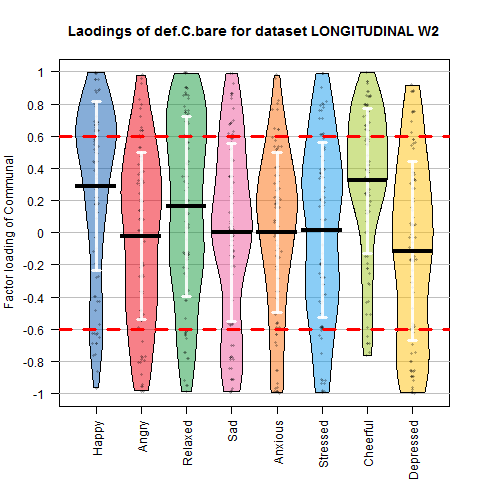 Laodings of def.C.bare for dataset LONGITUDINAL W2
Factor loading of Communal
1
0.8
0.6
0.4
0.2
0
-0.2
-0.4
-0.6
-0.8
-1
Happy
Angry
Relaxed
Sad
Anxious
Stressed
Cheerful
Depressed